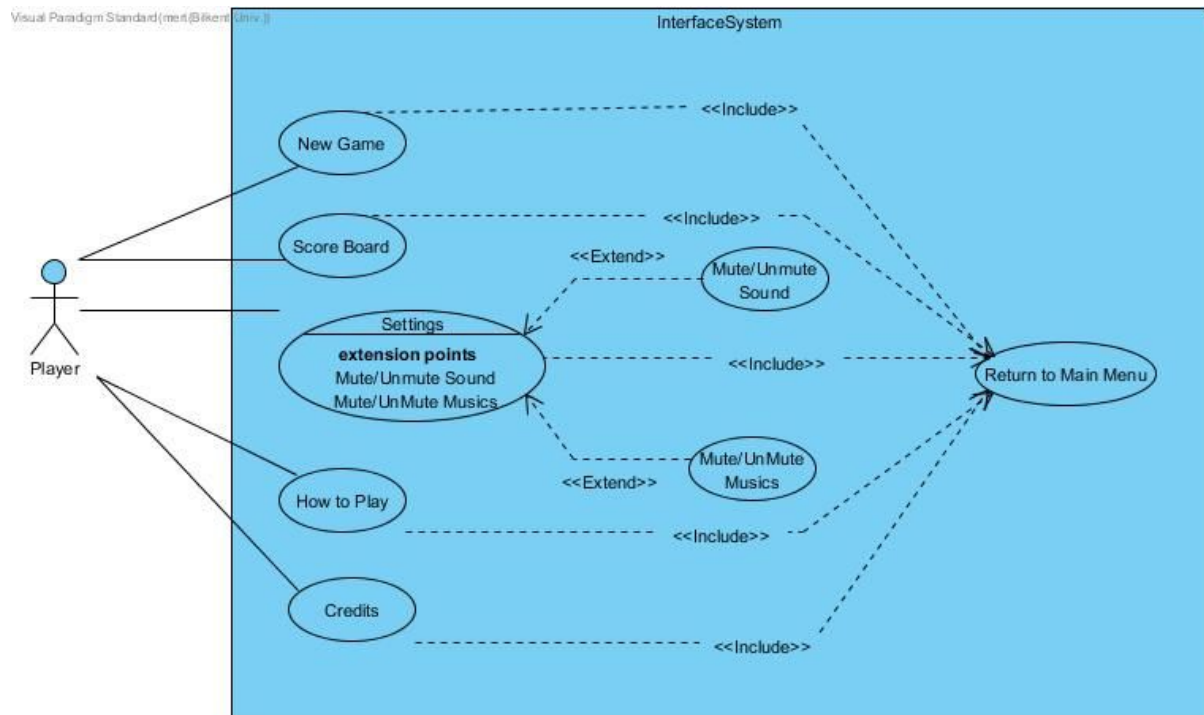 Visual Paradigm Standard(mert(Bilkent Univ.))
InterfaceSystem
<<Include>>
New Game
<<Include>>
Score Board
<<Extend>>
Mute/Unmute
Sound
Settings
extension points
Mute/Unmute Sound
Mute/UnMute Musics
<<Include>>
Return to Main Menu
Player
Mute/UnMute
Musics
<<Extend>>
How to Play
<<Include>>
Credits
<<Include>>